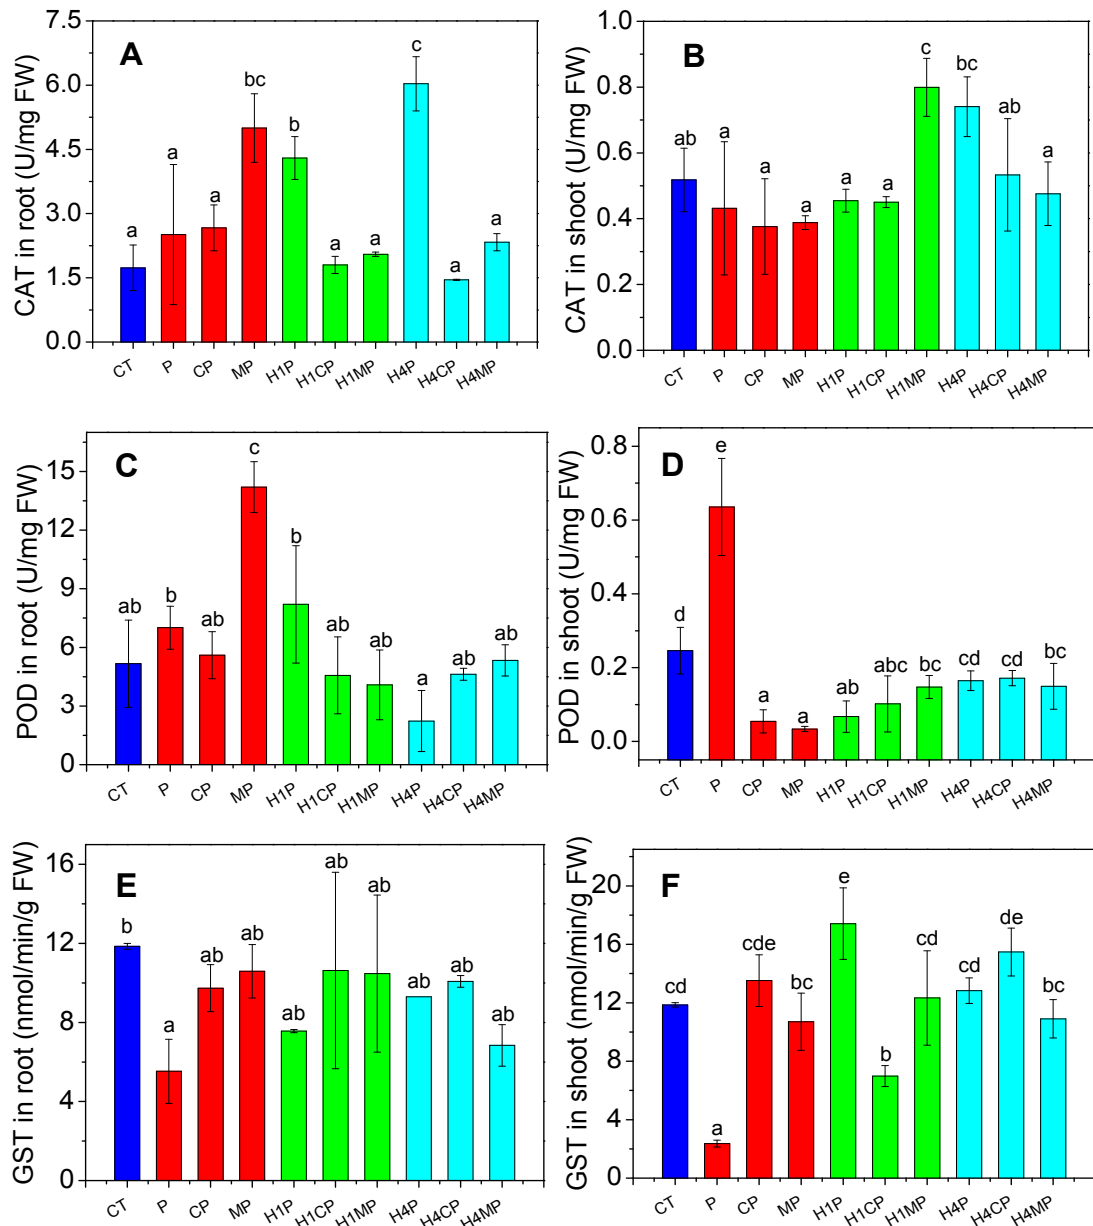 A
CAT in root (U/mg FW)
7.5
6.0
4.5
3.0
1.5
0.0
a
a
a
bc
b
a
a
c
a
a
CT P CP MP H1P H1CP H1MP H4P H4CP H4MP
B
CAT in shoot (U/mg FW)
1.0
0.8
0.6
0.4
0.2
0.0
ab
a
a
a
a
a
c
c
ab
a
CT P CP MP H1P H1CP H1MP H4P H4CP H4MP
C
POD in root (U/mg FW)
15
12
9
6
3
0
ab
b
ab
c
b
ab
ab
a
ab
ab
CT P CP MP H1P H1CP H1MP H4P H4CP H4MP
D
POD in shoot (U/mg FW)
0.8
0.6
0.4
0.2
0.0
d
e
a
a
ab
abc
bc
cd
cd
bc
CT P CP MP H1P H1CP H1MP H4P H4CP H4MP
E
GST in root (nmol/min/g FW)
16
12
8
4
0
b
a
ab
ab
ab
ab
ab
ab
ab
ab
CT P CP MP H1P H1CP H1MP H4P H4CP H4MP
F
GST in shoot (nmol/min/g FW)
20
16
12
8
4
0
cd
a
cde
bc
e
b
cd
cd
de
bc
CT P CP MP H1P H1CP H1MP H4P H4CP H4MP